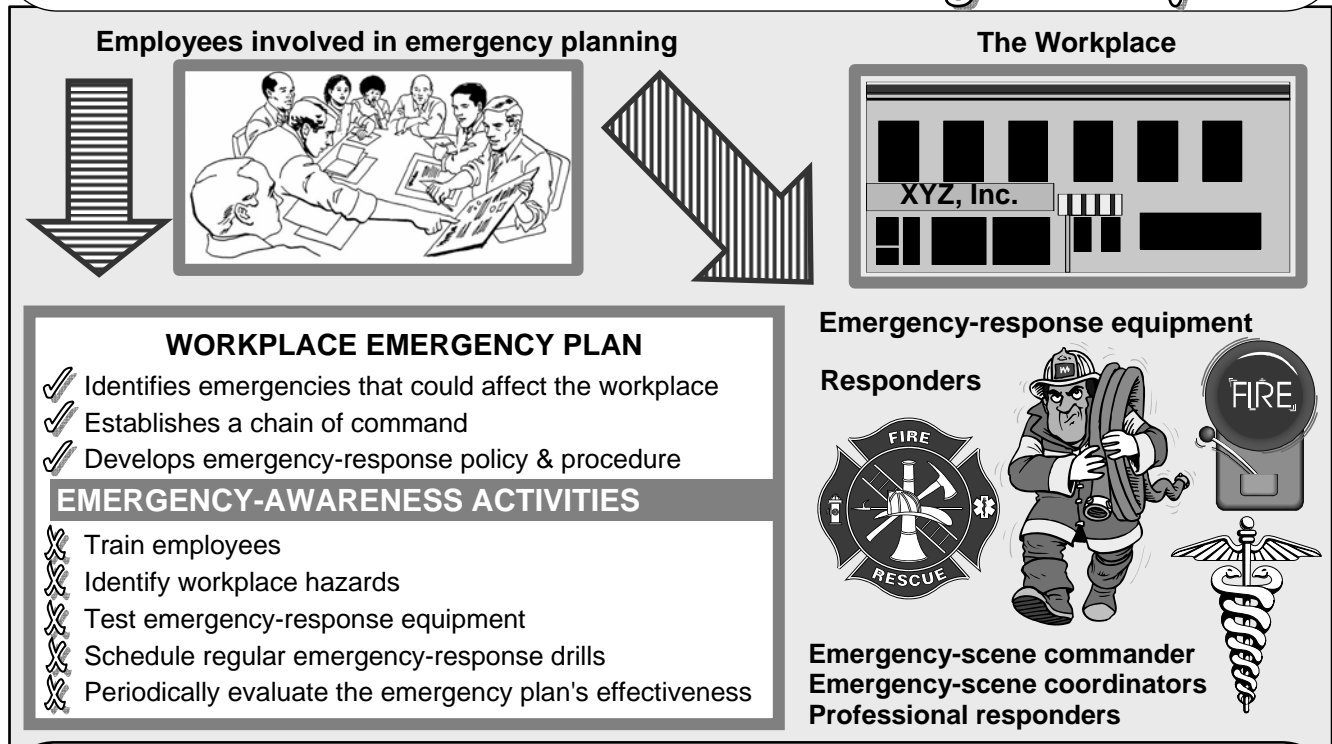 Employees involved in emergency planning
The Workplace
XYZ, Inc.
WORKPLACE EMERGENCY PLAN
Identifies emergencies that could affect the workplace
Establishes a chain of command
Develops emergency-response policy & procedure
EMERGENCY-AWARENESS ACTIVITIES
Train employees
Identify workplace hazards
Test emergency-response equipment
Schedule regular emergency-response drills
Periodically evaluate the emergency plan's effectiveness
Emergency-response equipment
Responders
FIRE
RESCUE
FIRE
Emergency-scene commander
Emergency-scene coordinators
Professional responders